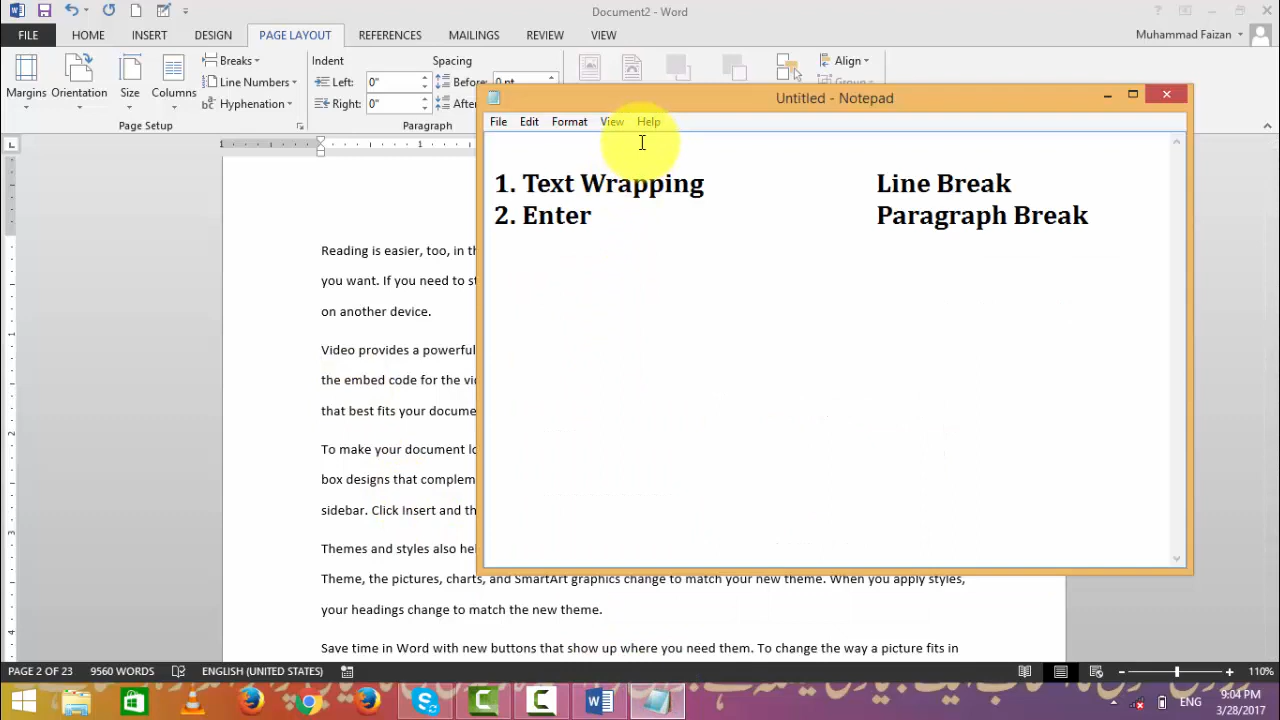 Document2 - Word
FILE HOME INSERT DESIGN PAGE LAYOUT REFERENCES MAILINGS REVIEW VIEW Muhammad Faizan
Breaks Indent Spacing Align
Margins Orientation Size Columns Line Numbers Left: 0" Before: 0 pt Group
Hyphenation Right: 0" After
Page Setup Paragraph
Untitled - Notepad
File Edit Format View Help
1. Text Wrapping Line Break
2. Enter Paragraph Break
Reading is easier, too, in th
you want. If you need to st
on another device.
Video provides a powerful
the embed code for the vi
that best fits your docume
To make your document lo
box designs that complem
sidebar. Click Insert and th
Themes and styles also hel
Theme, the pictures, charts, and SmartArt graphics change to match your new theme. When you apply styles,
your headings change to match the new theme.
Save time in Word with new buttons that show up where you need them. To change the way a picture fits in
PAGE 2 OF 23 9560 WORDS ENGLISH (UNITED STATES) 110%
ENG 9:04 PM
3/28/2017